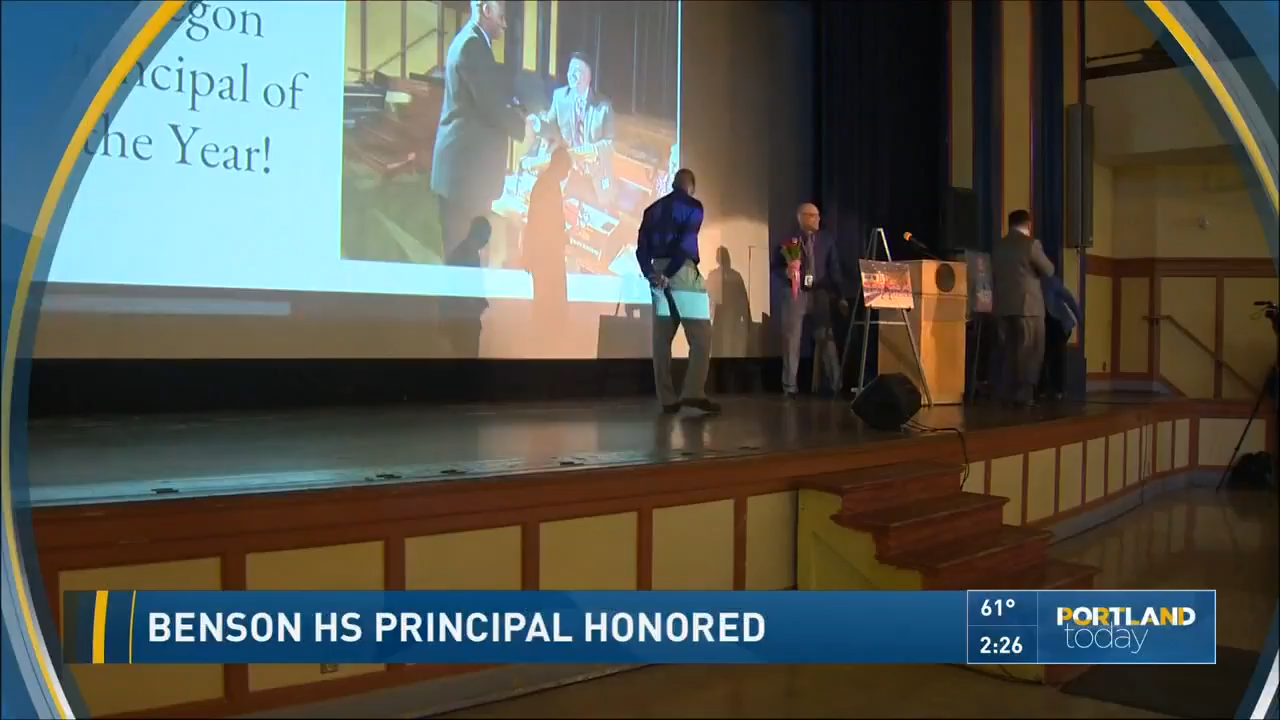 egon
ncipal of
the Year!
BENSON HS PRINCIPAL HONORED
61°
2:26
PORTLAND
today